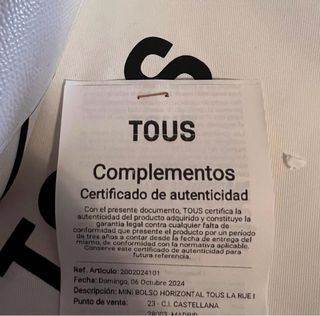 TOUS
Complementos
Certificado de autenticidad
Con el presente documento, TOUS certifica la
autenticidad del producto adquirido y constituye la
garantía legal contra cualquier falta de
conformidad que presente el producto por un período
de tres años a contar desde la fecha de entrega del
mismo, de conformidad con la normativa aplicable.
Conserve este certificado de autenticidad para
futura referencia.
Ref. Artículo: 2002024101
Fecha: Domingo, 06 Octubre 2024
Descripción: MINI BOLSO HORIZONTAL TOUS LA RUE I
Punto de venta: 23 - C.I. CASTELLANA
28003, MADRID